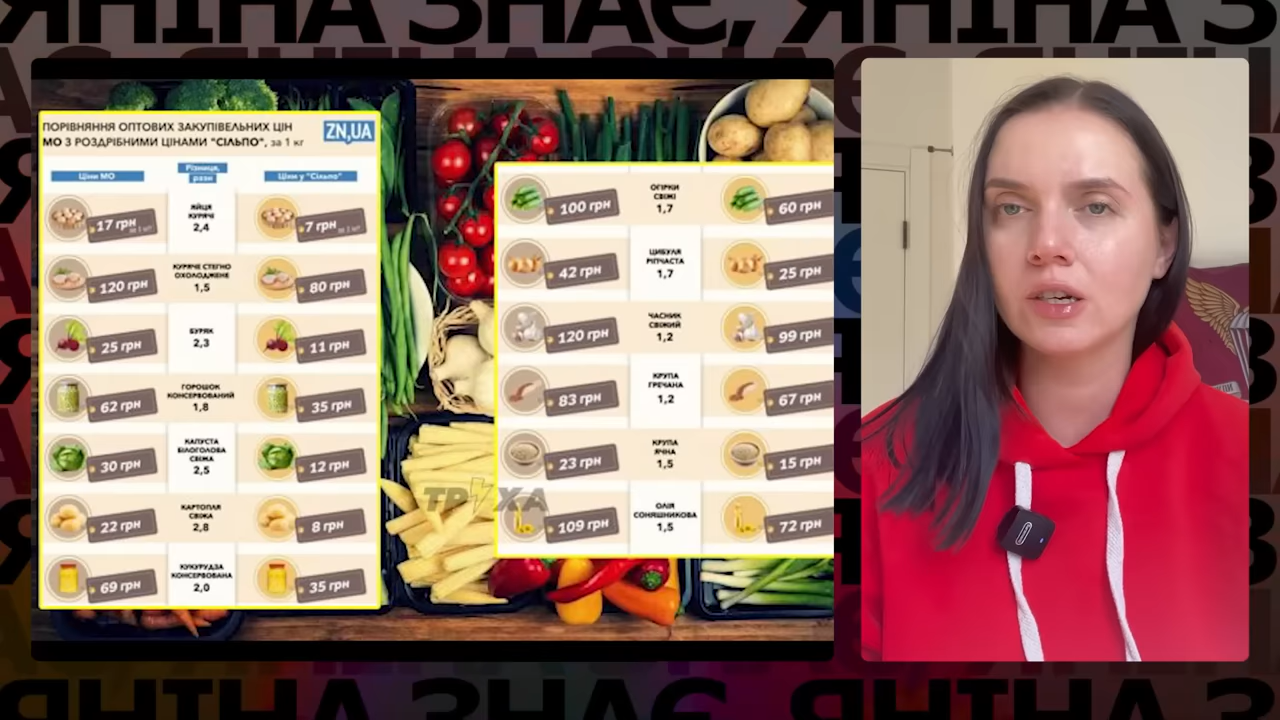 ЯНІНА ЗНАЄ, ЯНІНА З
ПОРІВНЯННЯ ОПТОВИХ ЗАКУПІВЕЛЬНИХ ЦІН
МО З РОЗДРІБНИМИ ЦІНАМИ "СІЛЬПО", за 1 кг
ZN,UA
Ціни МО
Різниця,
рази
Ціни у "Сільпо"
17 грн
за 1 шт
ЯЙЦЯ
КУРЯЧІ
2,4
7 грн
за 1 шт
120 грн
КУРЯЧЕ СТЕГНО
ОХОЛОДЖЕНЕ
1,5
80 грн
25 грн
БУРЯК
2,3
11 грн
62 грн
ГОРОШОК
КОНСЕРВОВАНИЙ
1,8
35 грн
30 грн
КАПУСТА
БІЛОГОЛОВА
СВІЖА
2,5
12 грн
22 грн
КАРТОПЛЯ
СВІЖА
2,8
8 грн
69 грн
КУКУРУДЗА
КОНСЕРВОВАНА
2,0
35 грн
100 грн
ОГІРКИ
СВІЖІ
1,7
60 грн
42 грн
ЦИБУЛЯ
РІПЧАСТА
1,7
25 грн
120 грн
ЧАСНИК
СВІЖИЙ
1,2
99 грн
83 грн
КРУПА
ГРЕЧАНА
1,2
67 грн
23 грн
КРУПА
ЯЧНА
1,5
15 грн
109 грн
ОЛІЯ
СОНЯШНИКОВА
1,5
72 грн
ТРУХА
ЯНІНА ЗНАЄ, ЯНІНА З